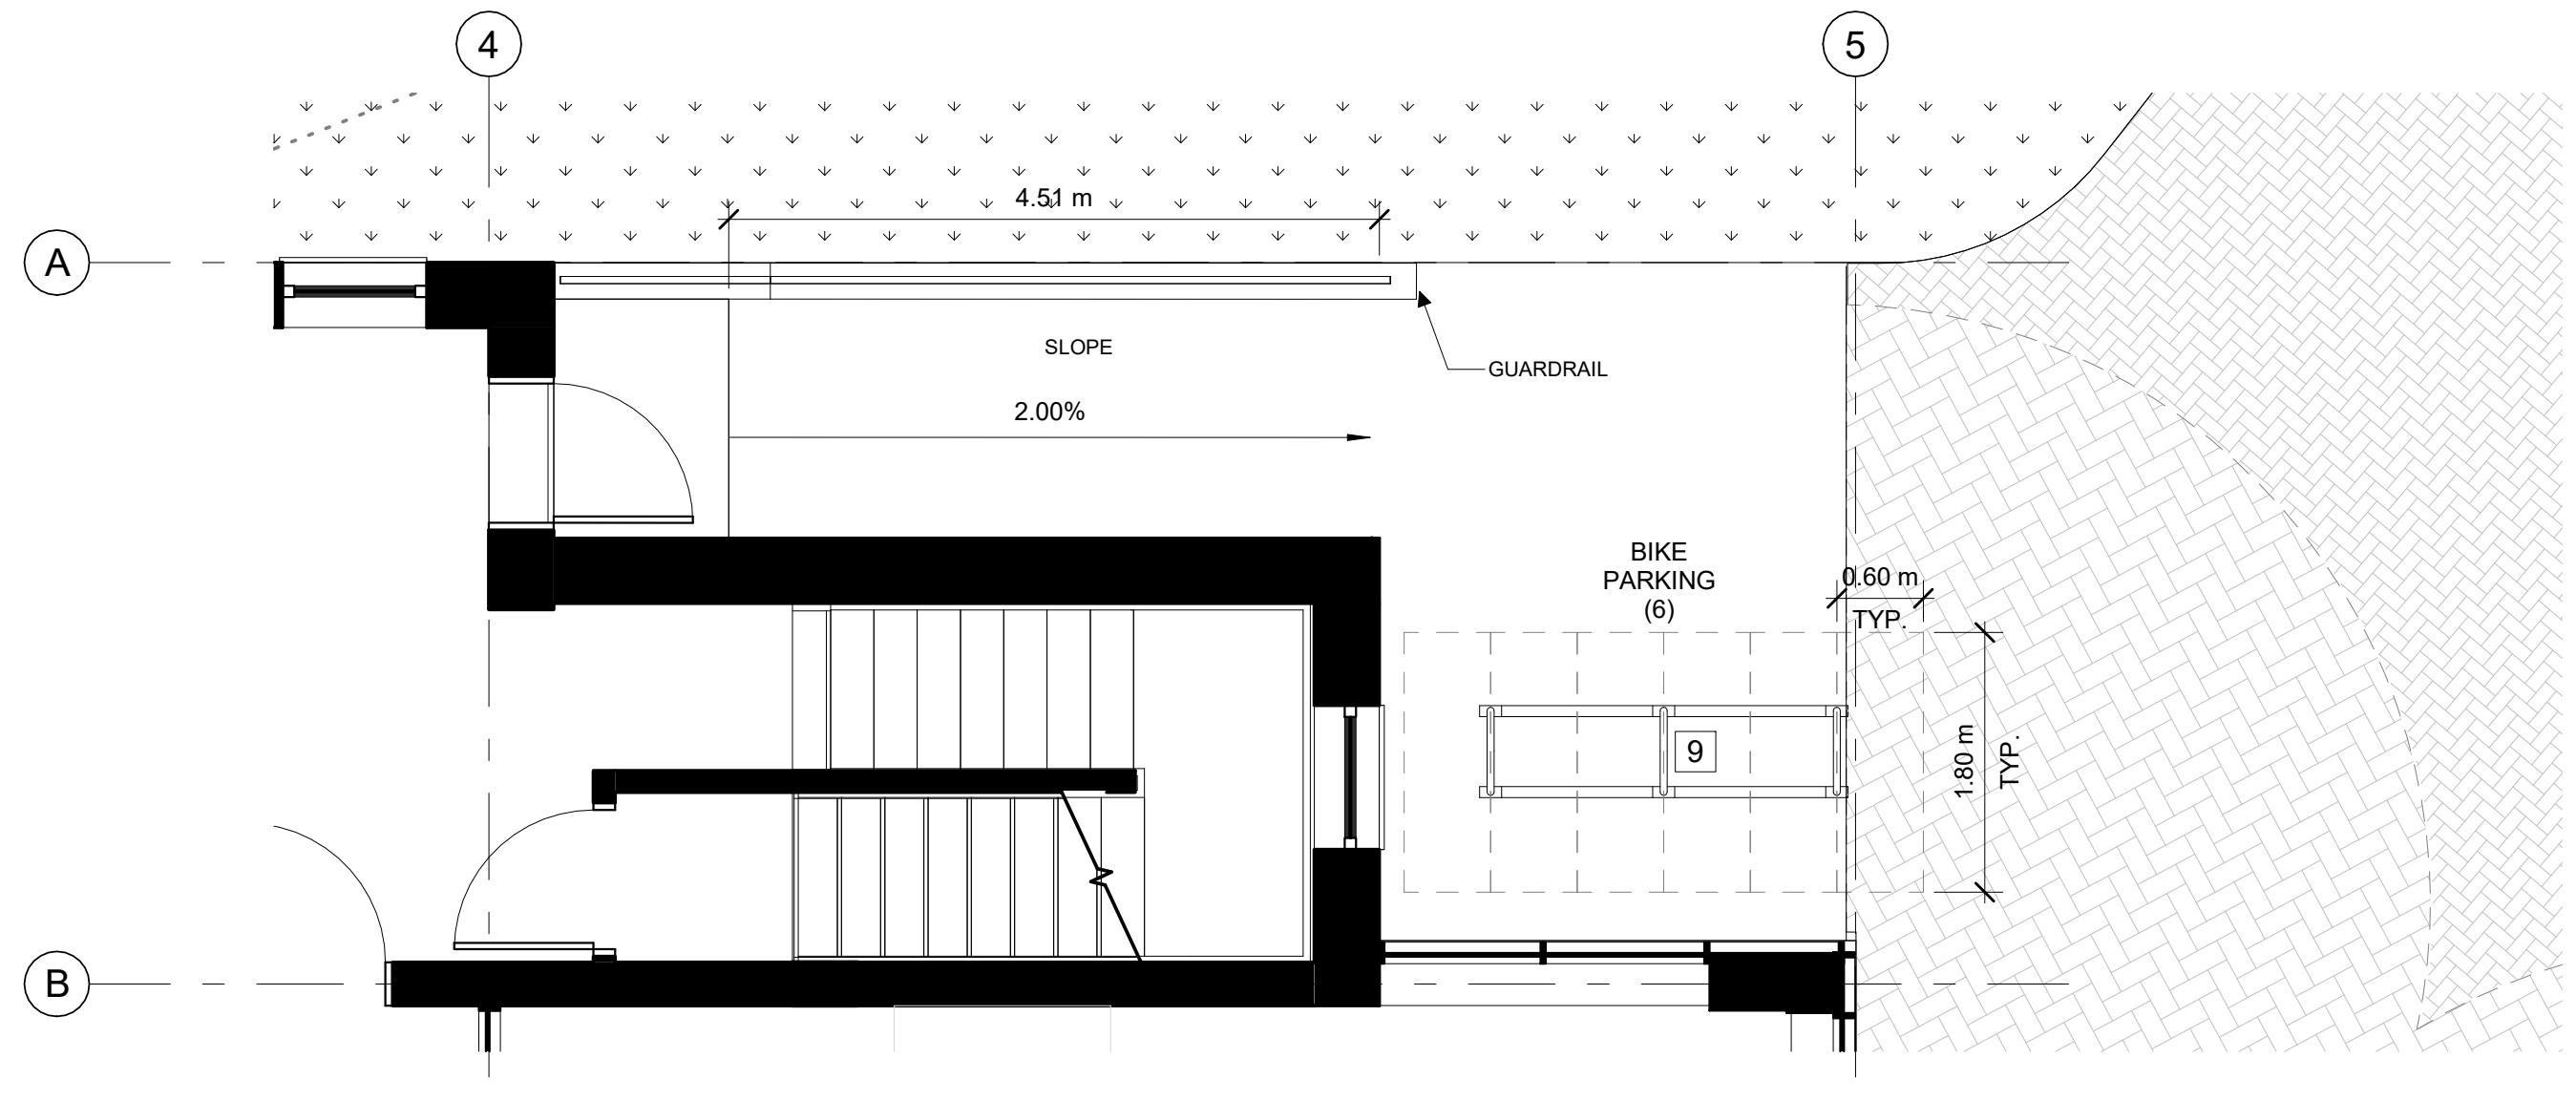 4
5
4.51 m
A
SLOPE
GUARDRAIL
2.00%
BIKE
PARKING
(6)
0.60 m
TYP.
9
1.80 m
TYP.
B